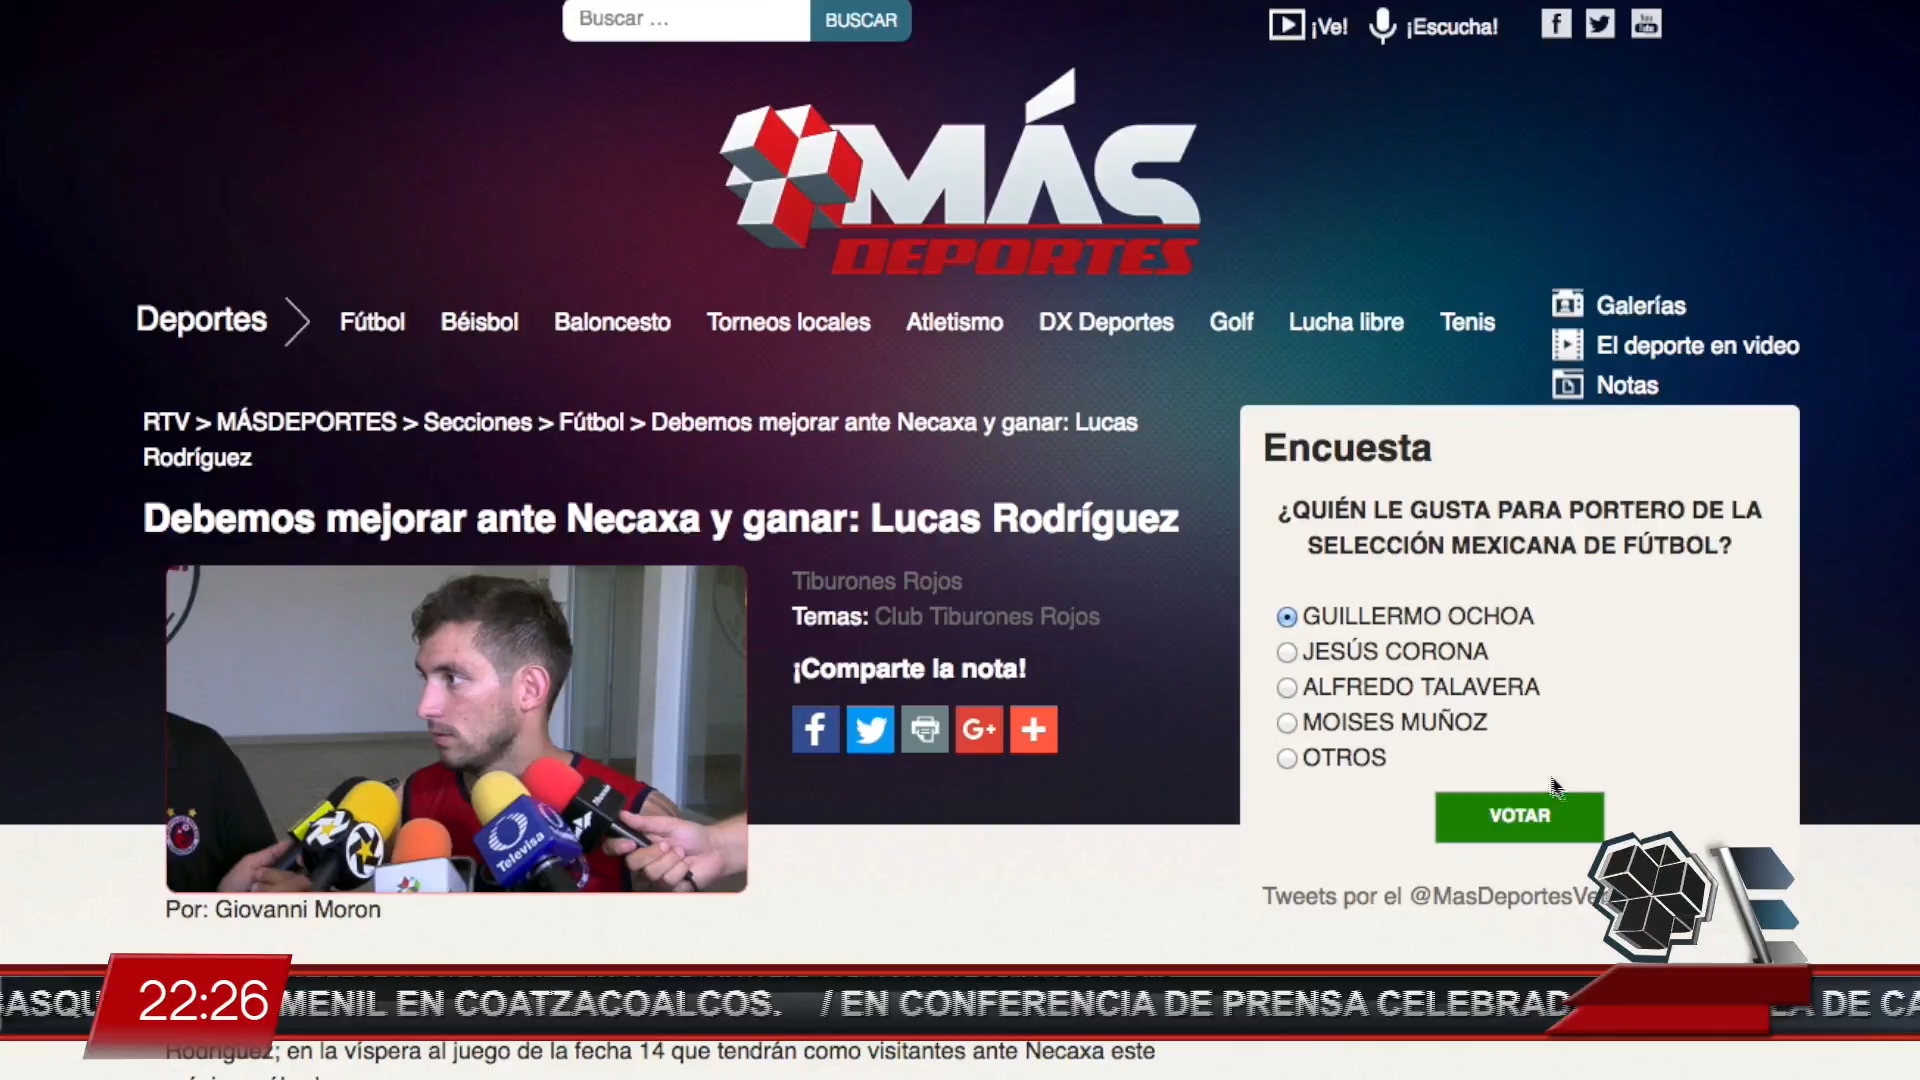 Buscar ...
BUSCAR
¡Ve!
¡Escucha!
MÁS
DEPORTES
Deportes
Fútbol
Béisbol
Baloncesto
Torneos locales
Atletismo
DX Deportes
Golf
Lucha libre
Tenis
Galerías
El deporte en video
Notas
RTV > MÁSDEPORTES > Secciones > Fútbol > Debemos mejorar ante Necaxa y ganar: Lucas
Rodríguez
Debemos mejorar ante Necaxa y ganar: Lucas Rodríguez
Tiburones Rojos
Temas: Club Tiburones Rojos
¡Comparte la nota!
G+
Televisa
Por: Giovanni Moron
Encuesta
¿QUIÉN LE GUSTA PARA PORTERO DE LA
SELECCIÓN MEXICANA DE FÚTBOL?
GUILLERMO OCHOA
JESÚS CORONA
ALFREDO TALAVERA
MOISES MUÑOZ
OTROS
VOTAR
Tweets por el
22:26
EN COATZACOALCOS. / EN CONFERENCIA DE PRENSA
DE
Rodríguez; en la víspera al juego de la fecha 14 que tendrán como visitantes ante Necaxa este